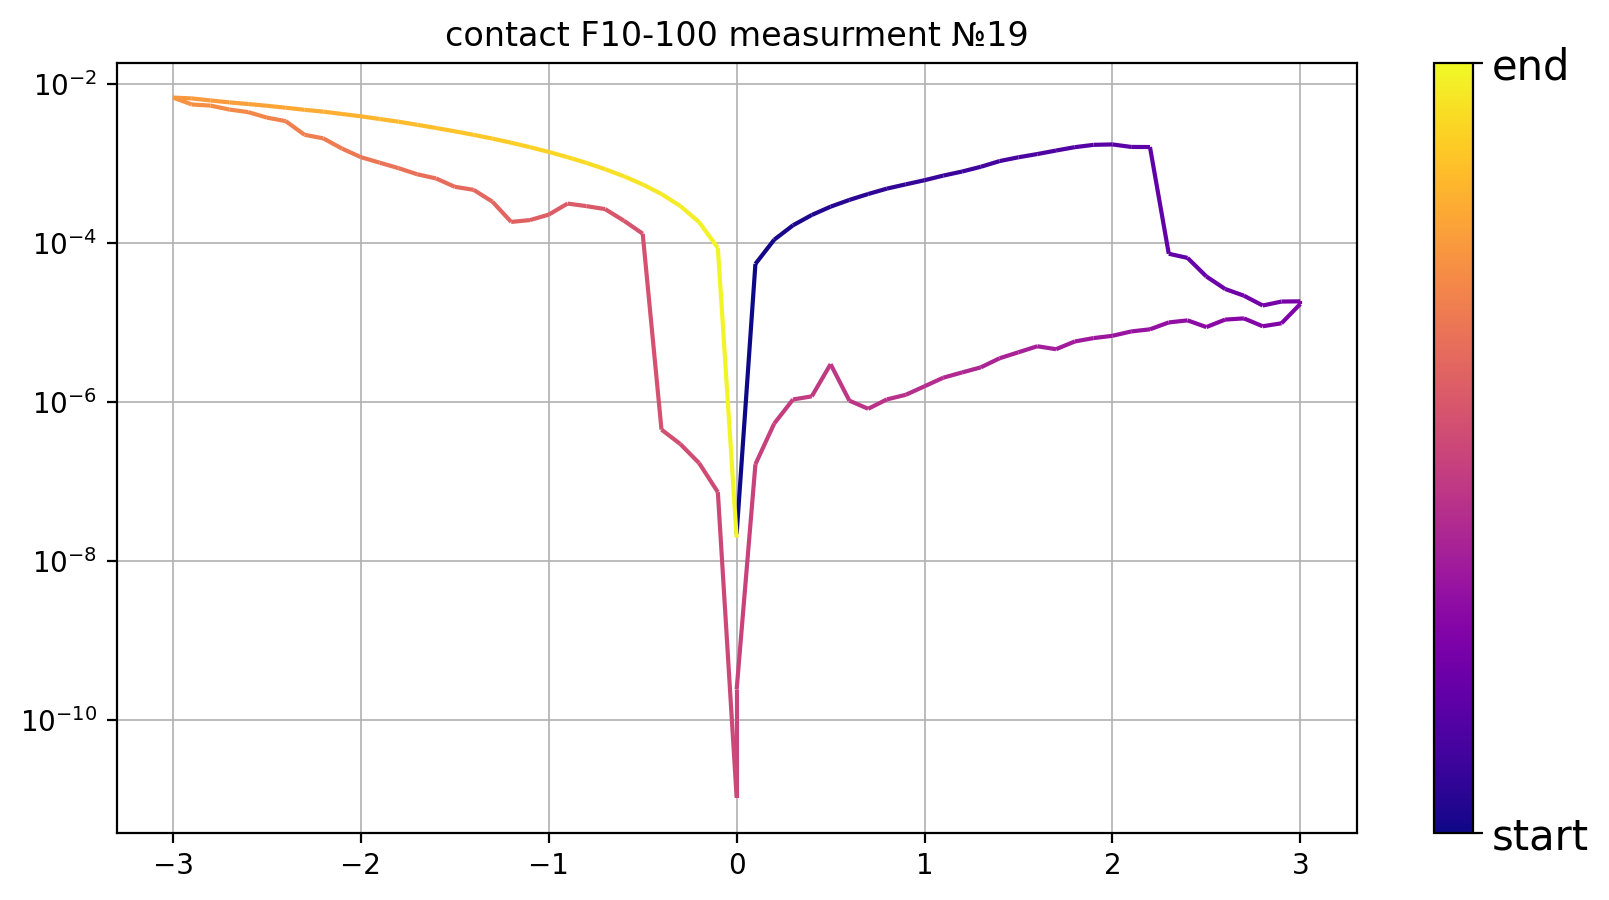 contact F10-100 measurment №19
10⁻²
10⁻⁴
10⁻⁶
10⁻⁸
10⁻¹⁰
−3 −2 −1 0 1 2 3
end
start